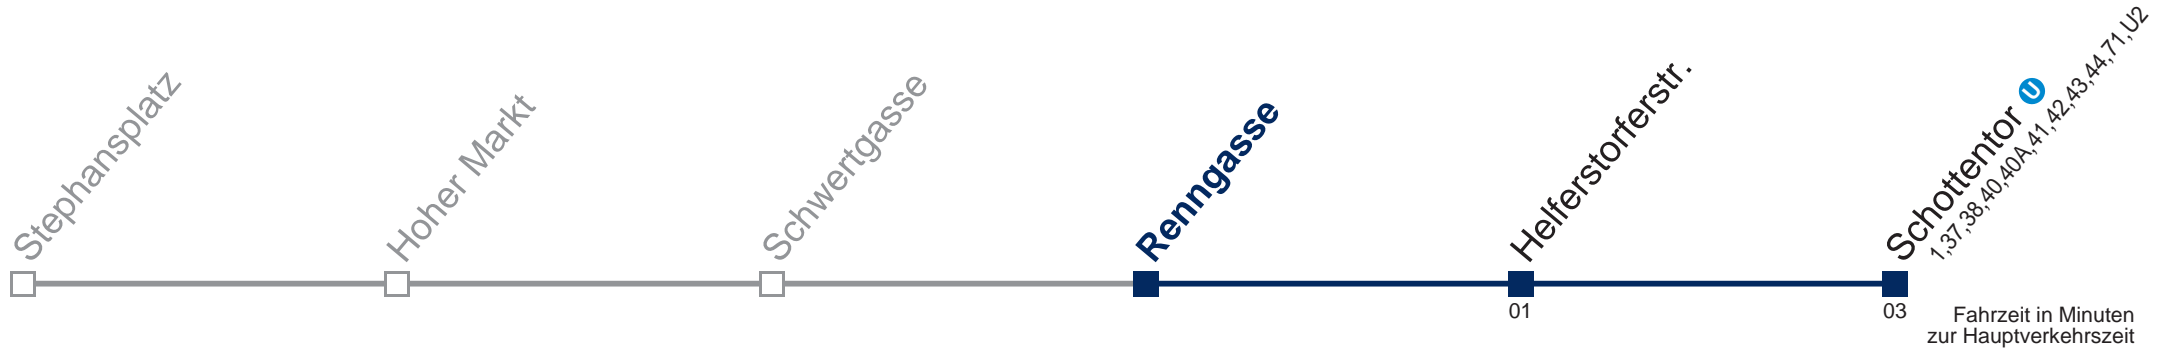 Stephansplatz
Hoher Markt
Schwertgasse
Renngasse
Helferstorferstr.
Schottentor U
1,37,38,40,40A,41,42,43,44,71,U2
01
03
Fahrzeit in Minuten
zur Hauptverkehrszeit